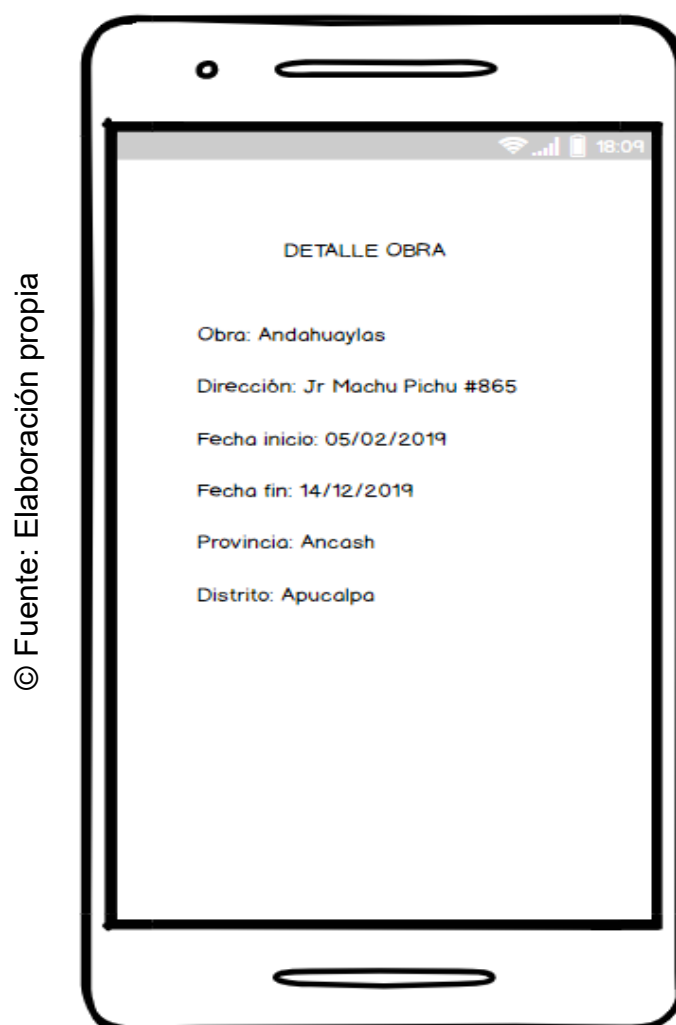 © Fuente: Elaboración propia
18:09
DETALLE OBRA
Obra: Andahuaylas
Dirección: Jr Machu Pichu #865
Fecha inicio: 05/02/2019
Fecha fin: 14/12/2019
Provincia: Ancash
Distrito: Apucalpa